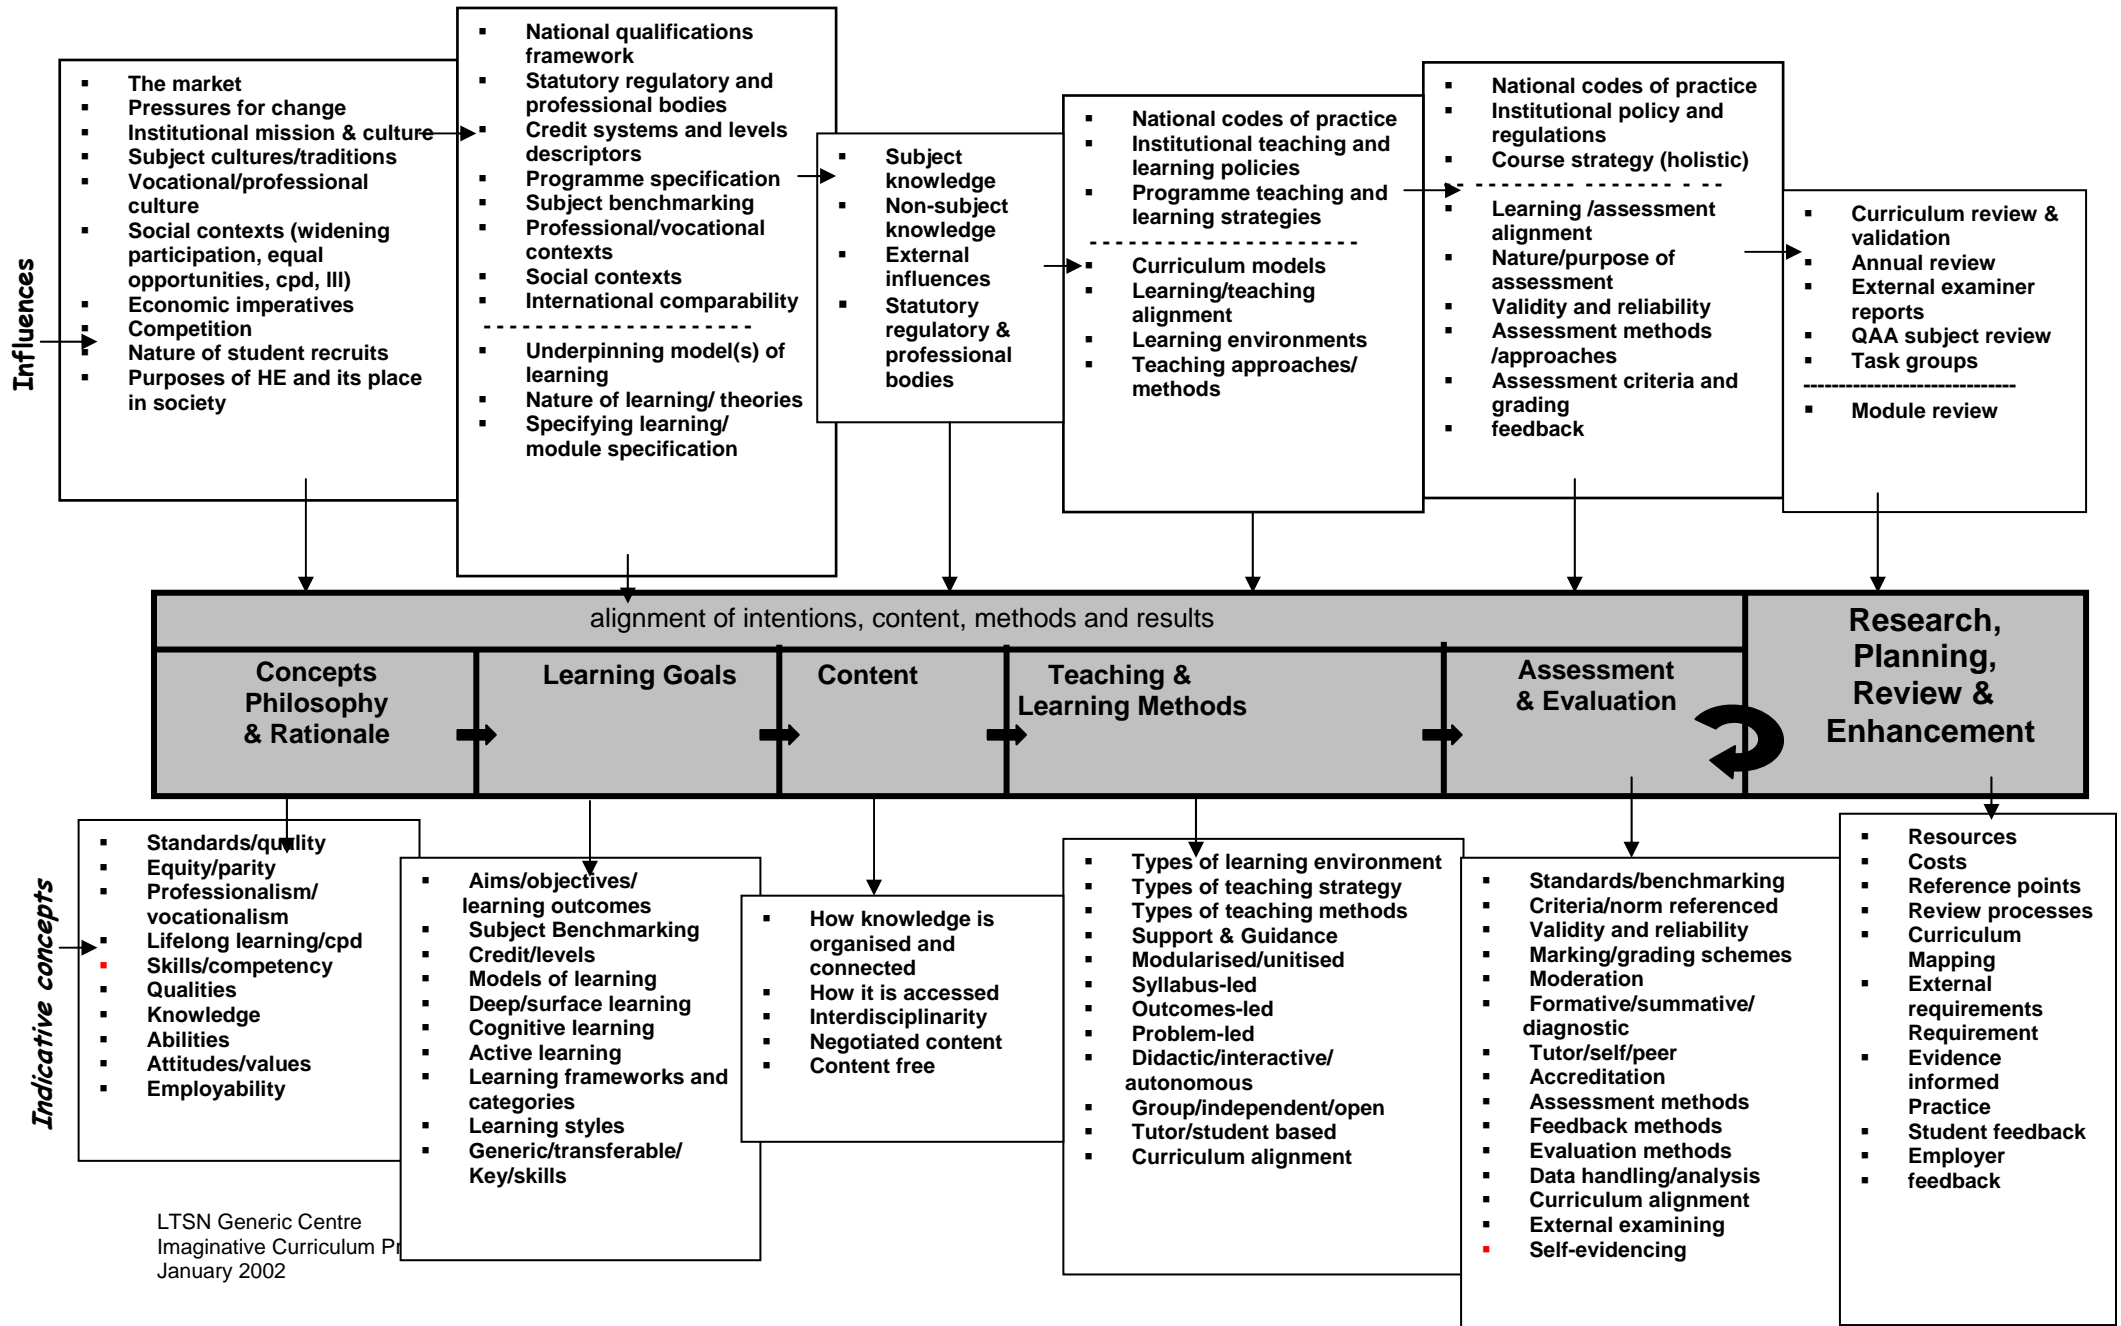 Influences
▪ The market
▪ Pressures for change
▪ Institutional mission & culture
▪ Subject cultures/traditions
▪ Vocational/professional
culture
▪ Social contexts (widening
participation, equal
opportunities, cpd, lll)
▪ Economic imperatives
▪ Competition
▪ Nature of student recruits
▪ Purposes of HE and its place
in society
▪ National qualifications
framework
▪ Statutory regulatory and
professional bodies
▪ Credit systems and levels
descriptors
▪ Programme specification
▪ Subject benchmarking
▪ Professional/vocational
contexts
▪ Social contexts
▪ International comparability
▪ Underpinning model(s) of
learning
▪ Nature of learning/ theories
▪ Specifying learning/
module specification
▪ Subject
knowledge
▪ Non-subject
knowledge
▪ External
influences
▪ Statutory
regulatory &
professional
bodies
▪ National codes of practice
▪ Institutional teaching and
learning policies
▪ Programme teaching and
learning strategies
▪ Curriculum models
▪ Learning/teaching
alignment
▪ Learning environments
▪ Teaching approaches/
methods
▪ National codes of practice
▪ Institutional policy and
regulations
▪ Course strategy (holistic)
▪ Learning /assessment
alignment
▪ Nature/purpose of
assessment
▪ Validity and reliability
▪ Assessment methods
/approaches
▪ Assessment criteria and
grading
▪ feedback
▪ Curriculum review &
validation
▪ Annual review
▪ External examiner
reports
▪ QAA subject review
▪ Task groups
▪ Module review
alignment of intentions, content, methods and results
Concepts
Philosophy
& Rationale
Learning Goals
Content
Teaching &
Learning Methods
Assessment
& Evaluation
Research,
Planning,
Review &
Enhancement
Indicative concepts
▪ Standards/quality
▪ Equity/parity
▪ Professionalism/
vocationalism
▪ Lifelong learning/cpd
▪ Skills/competency
▪ Qualities
▪ Knowledge
▪ Abilities
▪ Attitudes/values
▪ Employability
▪ Aims/objectives/
learning outcomes
▪ Subject Benchmarking
▪ Credit/levels
▪ Models of learning
▪ Deep/surface learning
▪ Cognitive learning
▪ Active learning
▪ Learning frameworks and
categories
▪ Learning styles
▪ Generic/transferable/
Key/skills
▪ How knowledge is
organised and
connected
▪ How it is accessed
▪ Interdisciplinarity
▪ Negotiated content
▪ Content free
▪ Types of learning environment
▪ Types of teaching strategy
▪ Types of teaching methods
▪ Support & Guidance
▪ Modularised/unitised
▪ Syllabus-led
▪ Outcomes-led
▪ Problem-led
▪ Didactic/interactive/
autonomous
▪ Group/independent/open
▪ Tutor/student based
▪ Curriculum alignment
▪ Standards/benchmarking
▪ Criteria/norm referenced
▪ Validity and reliability
▪ Marking/grading schemes
▪ Moderation
▪ Formative/summative/
diagnostic
▪ Tutor/self/peer
▪ Accreditation
▪ Assessment methods
▪ Feedback methods
▪ Evaluation methods
▪ Data handling/analysis
▪ Curriculum alignment
▪ External examining
▪ Self-evidencing
▪ Resources
▪ Costs
▪ Reference points
▪ Review processes
▪ Curriculum
Mapping
▪ External
requirements
Requirement
▪ Evidence
informed
Practice
▪ Student feedback
▪ Employer
▪ feedback
LTSN Generic Centre
Imaginative Curriculum
January 2002